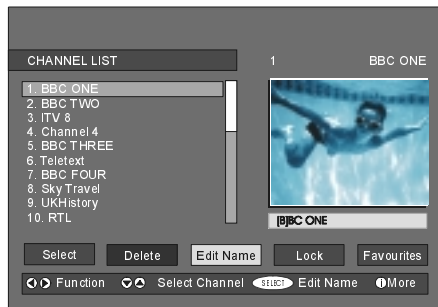 CHANNEL LIST
1 BBC ONE
1. BBC ONE
2. BBC TWO
3. ITV 8
4. Channel 4
5. BBC THREE
6. Teletext
7. BBC FOUR
8. Sky Travel
9. UKHistory
10. RTL
[B]BC ONE
Select Delete Edit Name Lock Favourites
Function Select Channel SELECT Edit Name i More